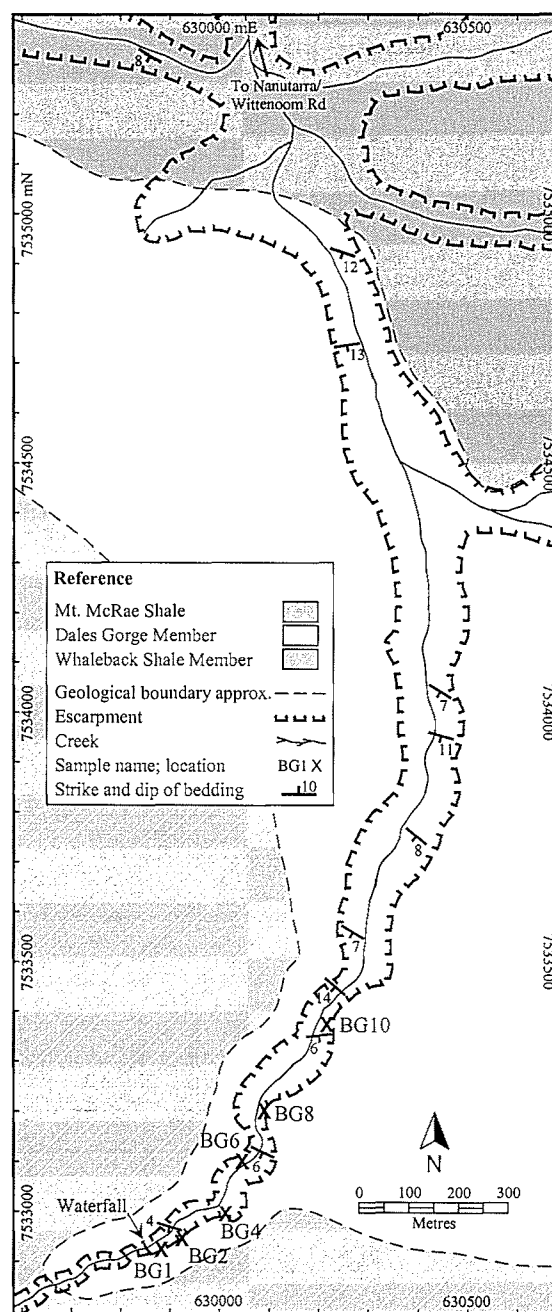 630000 mE
630500
8
To Nanutarra/
Wittenoom Rd
7535000 mN
7535000
12
13
7534500
7534500
Reference
Mt. McRae Shale
Dales Gorge Member
Whaleback Shale Member
Geological boundary approx.
Escarpment
Creek
Sample name; location BG1 X
Strike and dip of bedding 10
7534000
7534000
7
11
8
7
7533500
7533500
14
BG10
6
BG8
BG6
6
N
Waterfall
7533000
4
BG4
BG2
BG1
0 100 200 300
Metres
630000
630500